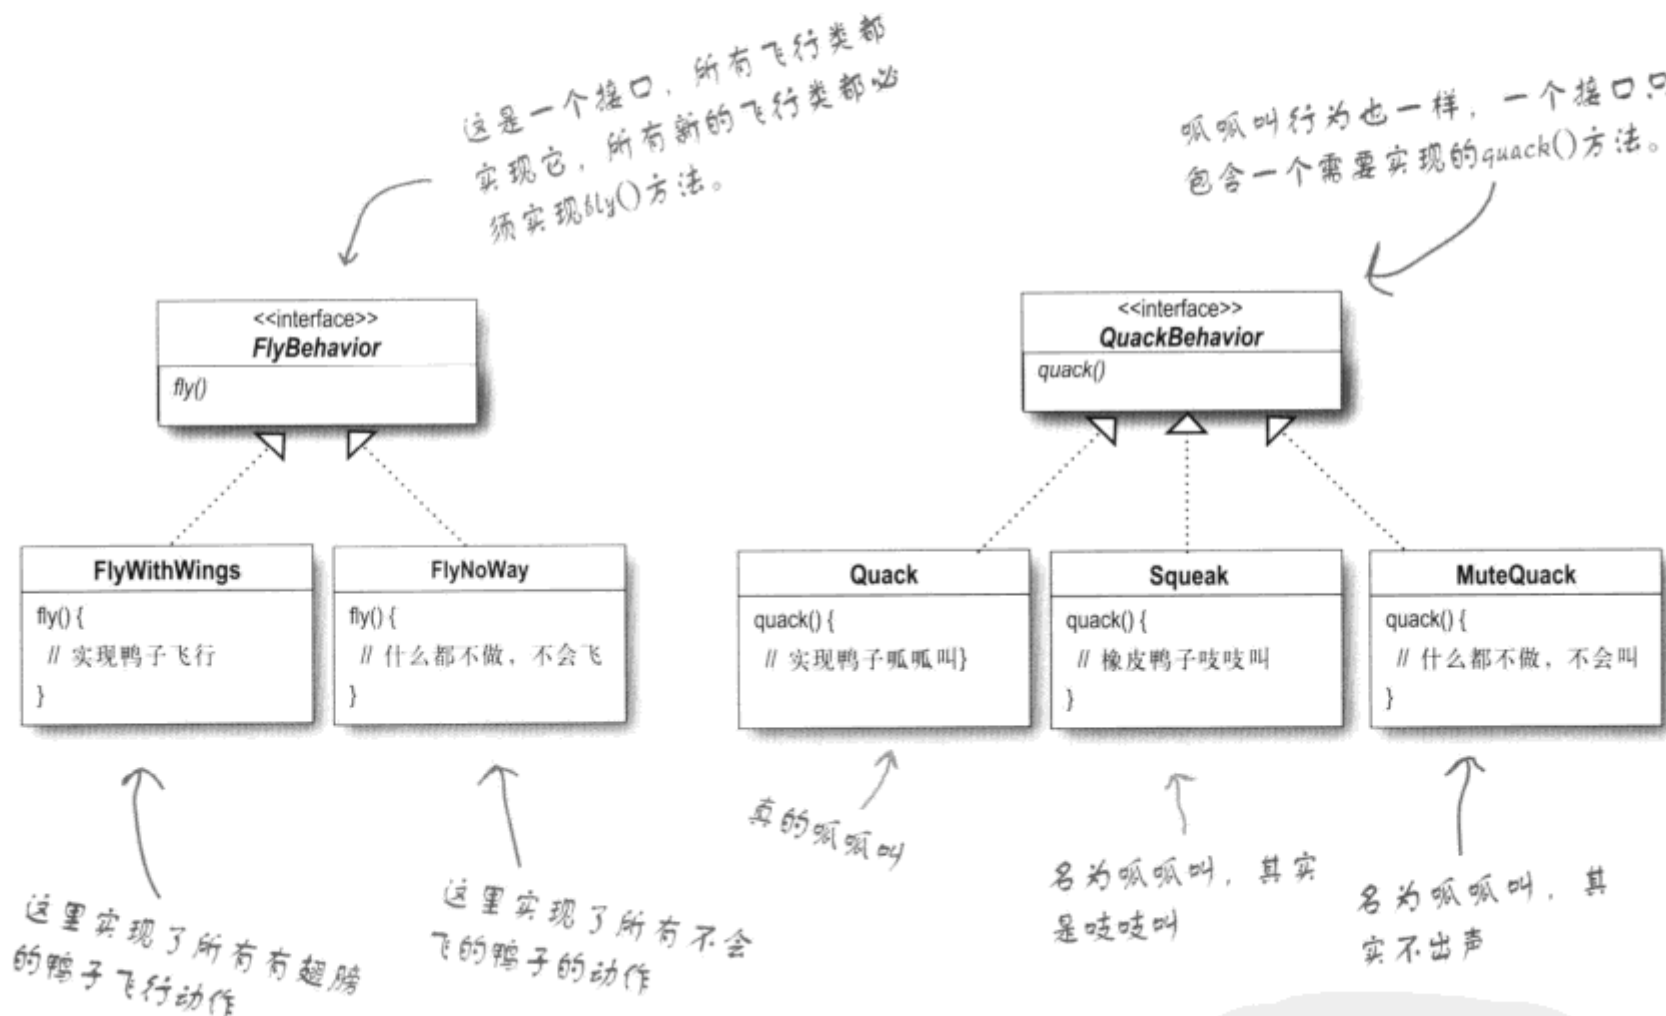 这是一个接口，所有飞行类都
实现它，所有新的飞行类都必
须实现fly()方法。
呱呱叫行为也一样，一个接口只
包含一个需要实现的quack()方法。
<<interface>>
FlyBehavior
fly()
<<interface>>
QuackBehavior
quack()
FlyWithWings
fly() {
// 实现鸭子飞行
}
FlyNoWay
fly() {
// 什么都不做，不会飞
}
Quack
quack() {
// 实现鸭子呱呱叫}
Squeak
quack() {
// 橡皮鸭子吱吱叫
}
MuteQuack
quack() {
// 什么都不做，不会叫
}
这里实现了所有有翅膀
的鸭子飞行动作
这里实现了所有不会
飞的鸭子的动作
真的呱呱叫
名为呱呱叫，其实
是吱吱叫
名为呱呱叫，其
实不出声